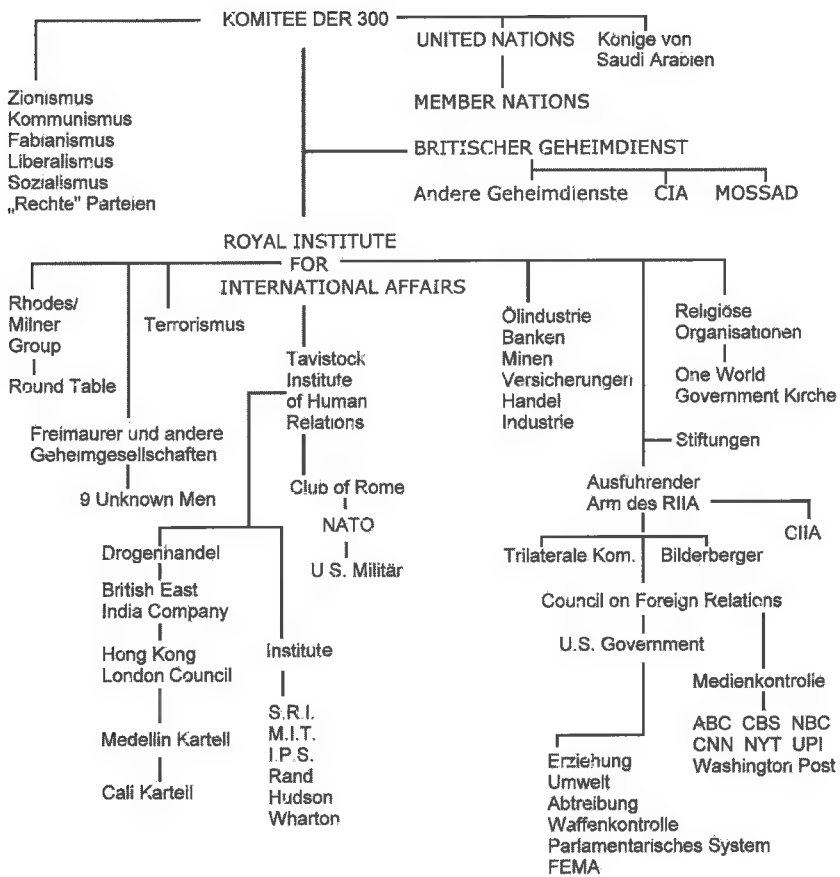 KOMITEE DER 300
UNITED NATIONS
Könige von
Saudi Arabien
MEMBER NATIONS
Zionismus
Kommunismus
Fabianismus
Liberalismus
Sozialismus
„Rechte" Parteien
BRITISCHER GEHEIMDIENST
Andere Geheimdienste CIA MOSSAD
ROYAL INSTITUTE
FOR
INTERNATIONAL AFFAIRS
Rhodes/
Milner
Group
Round Table
Terrorismus
Freimaurer und andere
Geheimgesellschaften
9 Unknown Men
Tavistock
Institute
of Human
Relations
Club of Rome
NATO
U S. Militär
Drogenhandel
British East
India Company
Hong Kong
London Council
Medellin Kartell
Cali Kartell
Institute
S.R.I.
M.I.T.
I.P.S.
Rand
Hudson
Wharton
Ölindustrie
Banken
Minen
Versicherungen
Handel
Industrie
Religiöse
Organisationen
One World
Government Kirche
Stiftungen
Ausführender
Arm des RIIA
CIIA
Trilaterale Kom. Bilderberger
Council on Foreign Relations
U.S. Government
Medienkontrolle
ABC CBS NBC
CNN NYT UPI
Washington Post
Erziehung
Umwelt
Abtreibung
Waffenkontrolle
Parlamentarisches System
FEMA